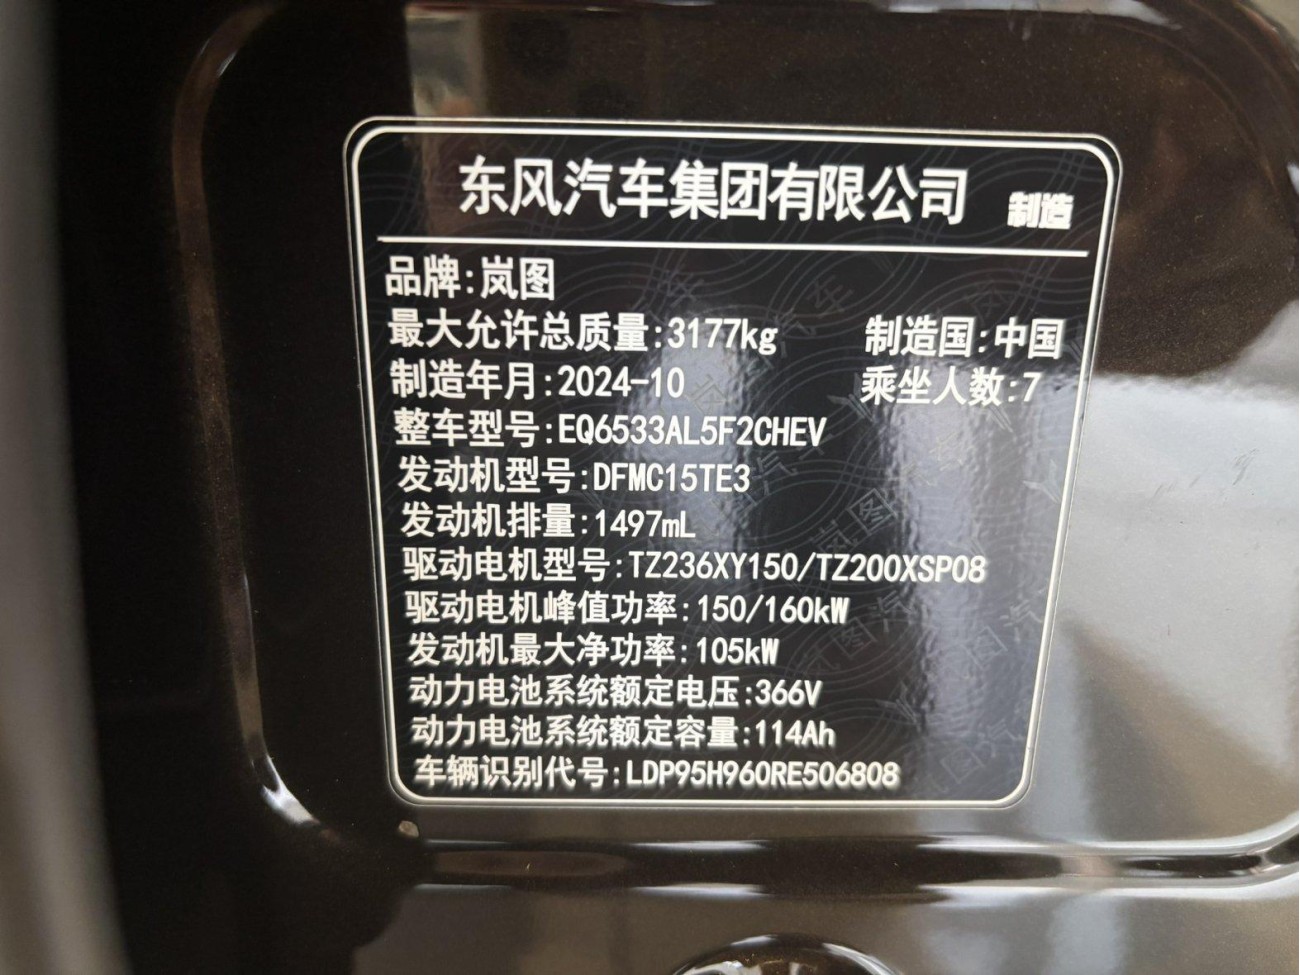 东风汽车集团有限公司 制造
品牌:岚图
最大允许总质量:3177kg 制造国:中国
制造年月:2024-10 乘坐人数:7
整车型号:EQ6533AL5F2CHEV
发动机型号:DFMC15TE3
发动机排量:1497mL
驱动电机型号:TZ236XY150/TZ200XSP08
驱动电机峰值功率:150/160kW
发动机最大净功率:105kW
动力电池系统额定电压:366V
动力电池系统额定容量:114Ah
车辆识别代号:LDP95H960RE506808